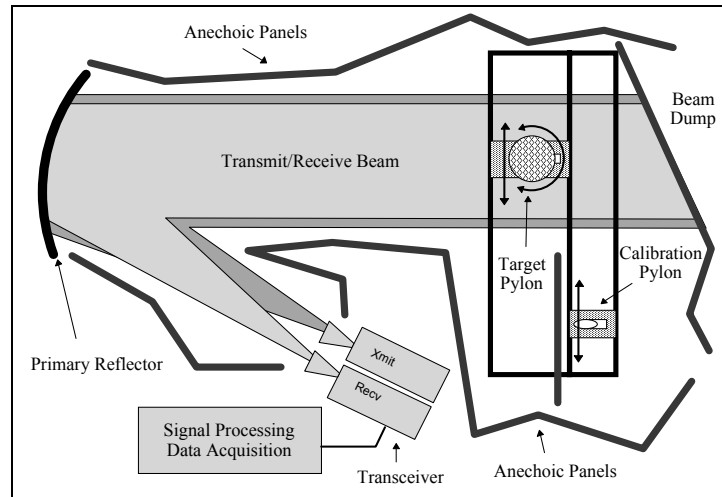 Anechoic Panels
Beam
Dump
Transmit/Receive Beam
Target
Pylon
Calibration
Pylon
Primary Reflector
Xmit
Recv
Signal Processing
Data Acquisition
Transceiver
Anechoic Panels